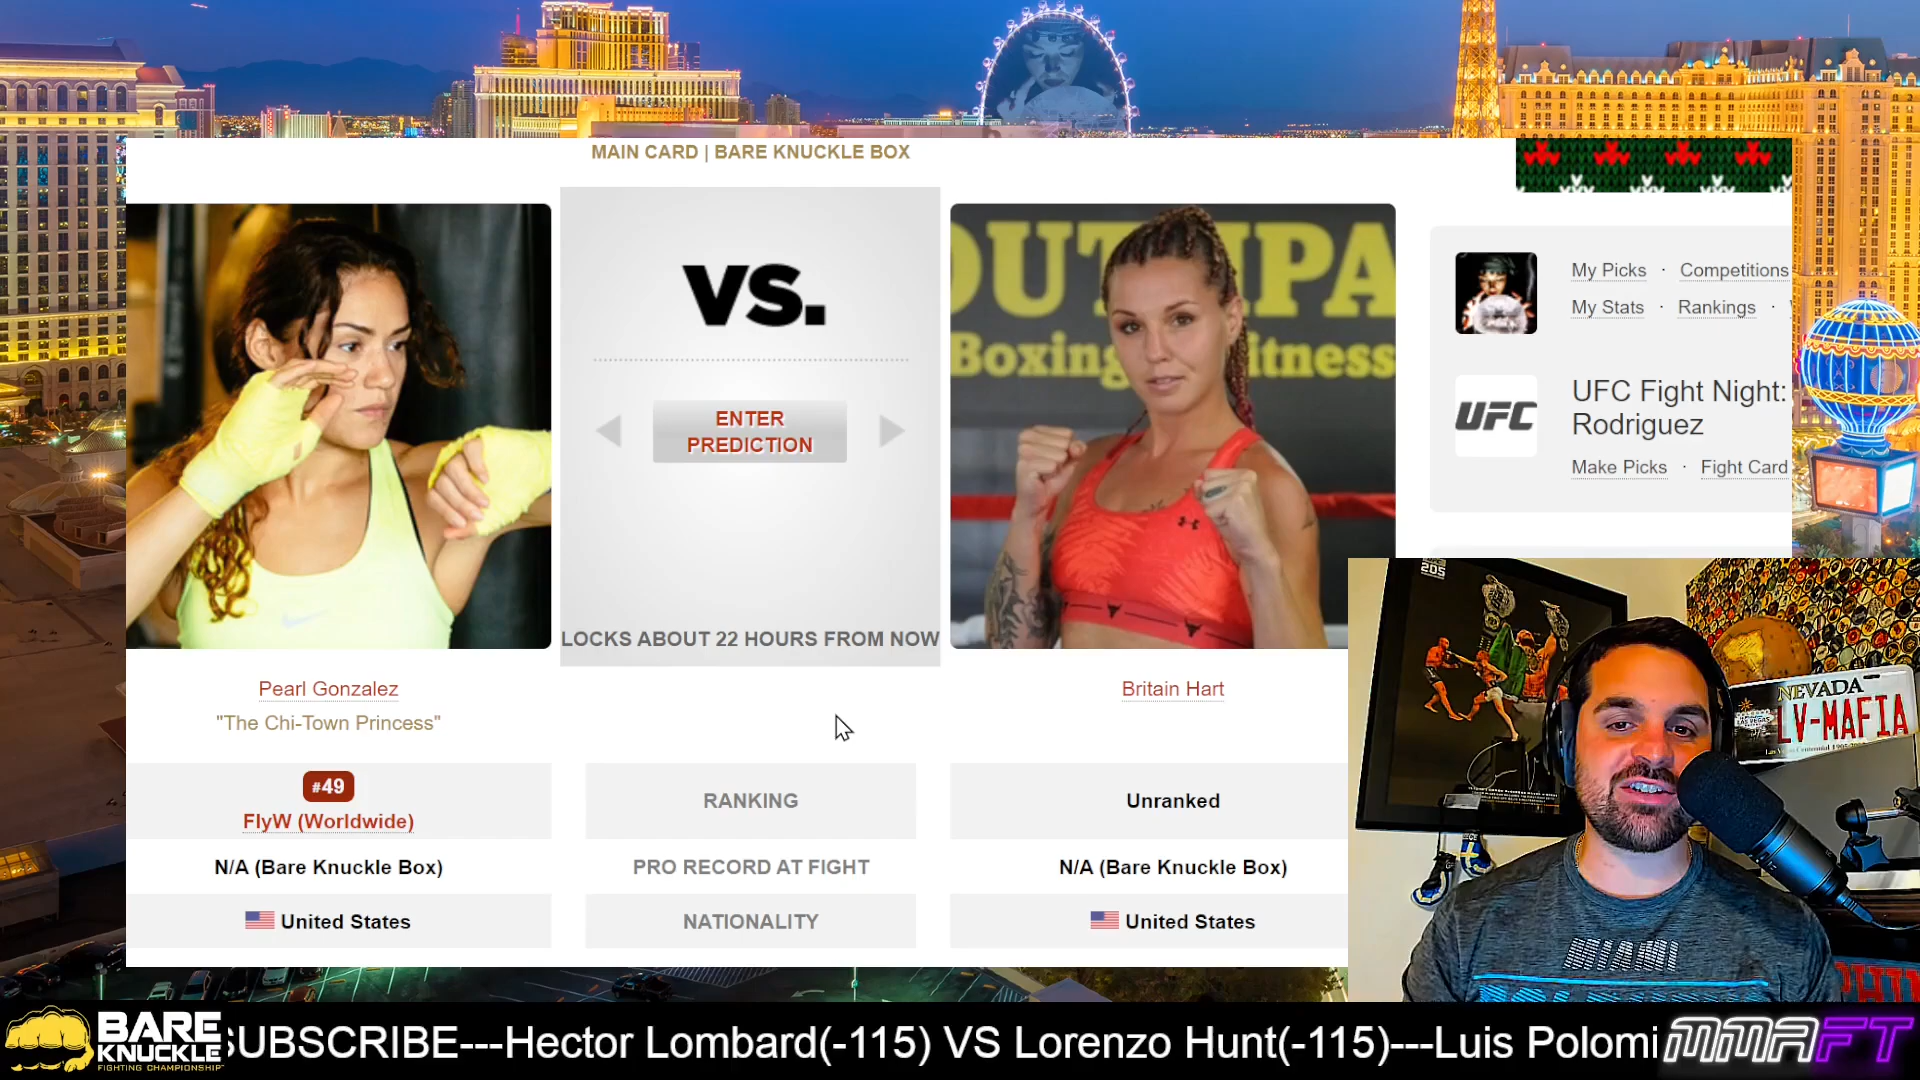 MAIN CARD | BARE KNUCKLE BOX
VS.
ENTER
PREDICTION
LOCKS ABOUT 22 HOURS FROM NOW
OUTHPA
Boxing
itness
My Picks · Competitions
My Stats · Rankings ·
UFC
UFC Fight Night:
Rodriguez
Make Picks · Fight Card
Pearl Gonzalez
"The Chi-Town Princess"
Britain Hart
#49
FlyW (Worldwide)
RANKING
Unranked
N/A (Bare Knuckle Box)
PRO RECORD AT FIGHT
N/A (Bare Knuckle Box)
United States
NATIONALITY
United States
205
NEVADA
LV-MAFIA
MIAMI
BARE
KNUCKLE
FIGHTING CHAMPIONSHIP
SUBSCRIBE---Hector Lombard(-115) VS Lorenzo Hunt(-115)---Luis Polomi
MMAFT